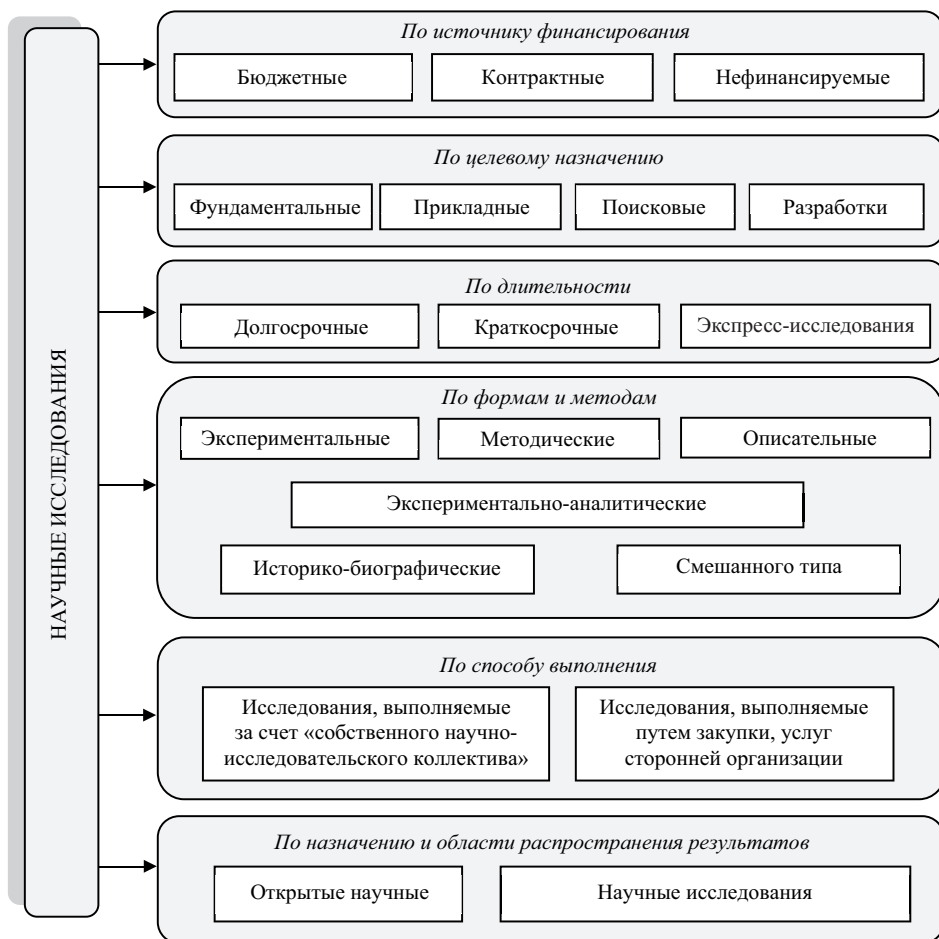 НАУЧНЫЕ ИССЛЕДОВАНИЯ
По источнику финансирования
Бюджетные
Контрактные
Нефинансируемые
По целевому назначению
Фундаментальные
Прикладные
Поисковые
Разработки
По длительности
Долгосрочные
Краткосрочные
Экспресс-исследования
По формам и методам
Экспериментальные
Методические
Описательные
Экспериментально-аналитические
Историко-биографические
Смешанного типа
По способу выполнения
Исследования, выполняемые
за счет «собственного научно-
исследовательского коллектива»
Исследования, выполняемые
путем закупки, услуг
сторонней организации
По назначению и области распространения результатов
Открытые научные
Научные исследования